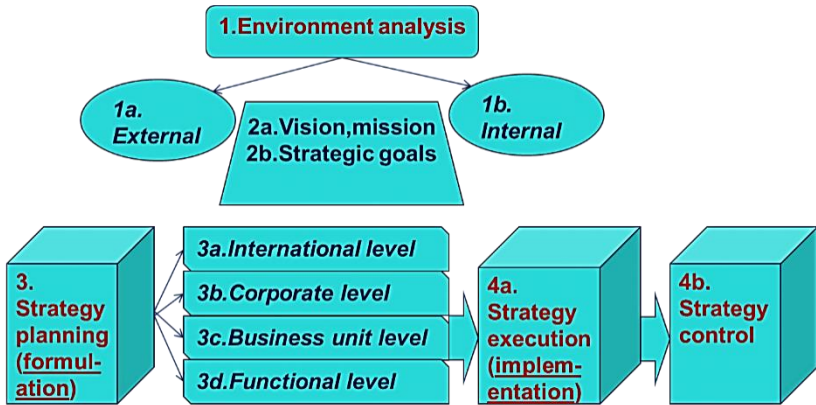 1.Environment analysis
1a.
External
1b.
Internal
2a.Vision,mission
2b.Strategic goals
3.
Strategy
planning
(formul-
ation)
3a.International level
3b.Corporate level
3c.Business unit level
3d.Functional level
4a.
Strategy
execution
(implem-
entation)
4b.
Strategy
control